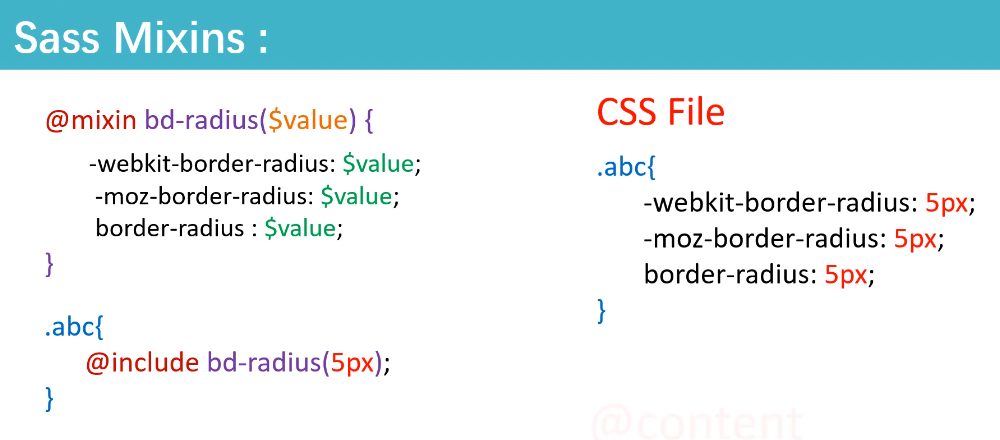 Sass Mixins :
@mixin bd-radius($value) {
-webkit-border-radius: $value;
-moz-border-radius: $value;
border-radius : $value;
}
.abc{
@include bd-radius(5px);
}
CSS File
.abc{
-webkit-border-radius: 5px;
-moz-border-radius: 5px;
border-radius: 5px;
}
@content